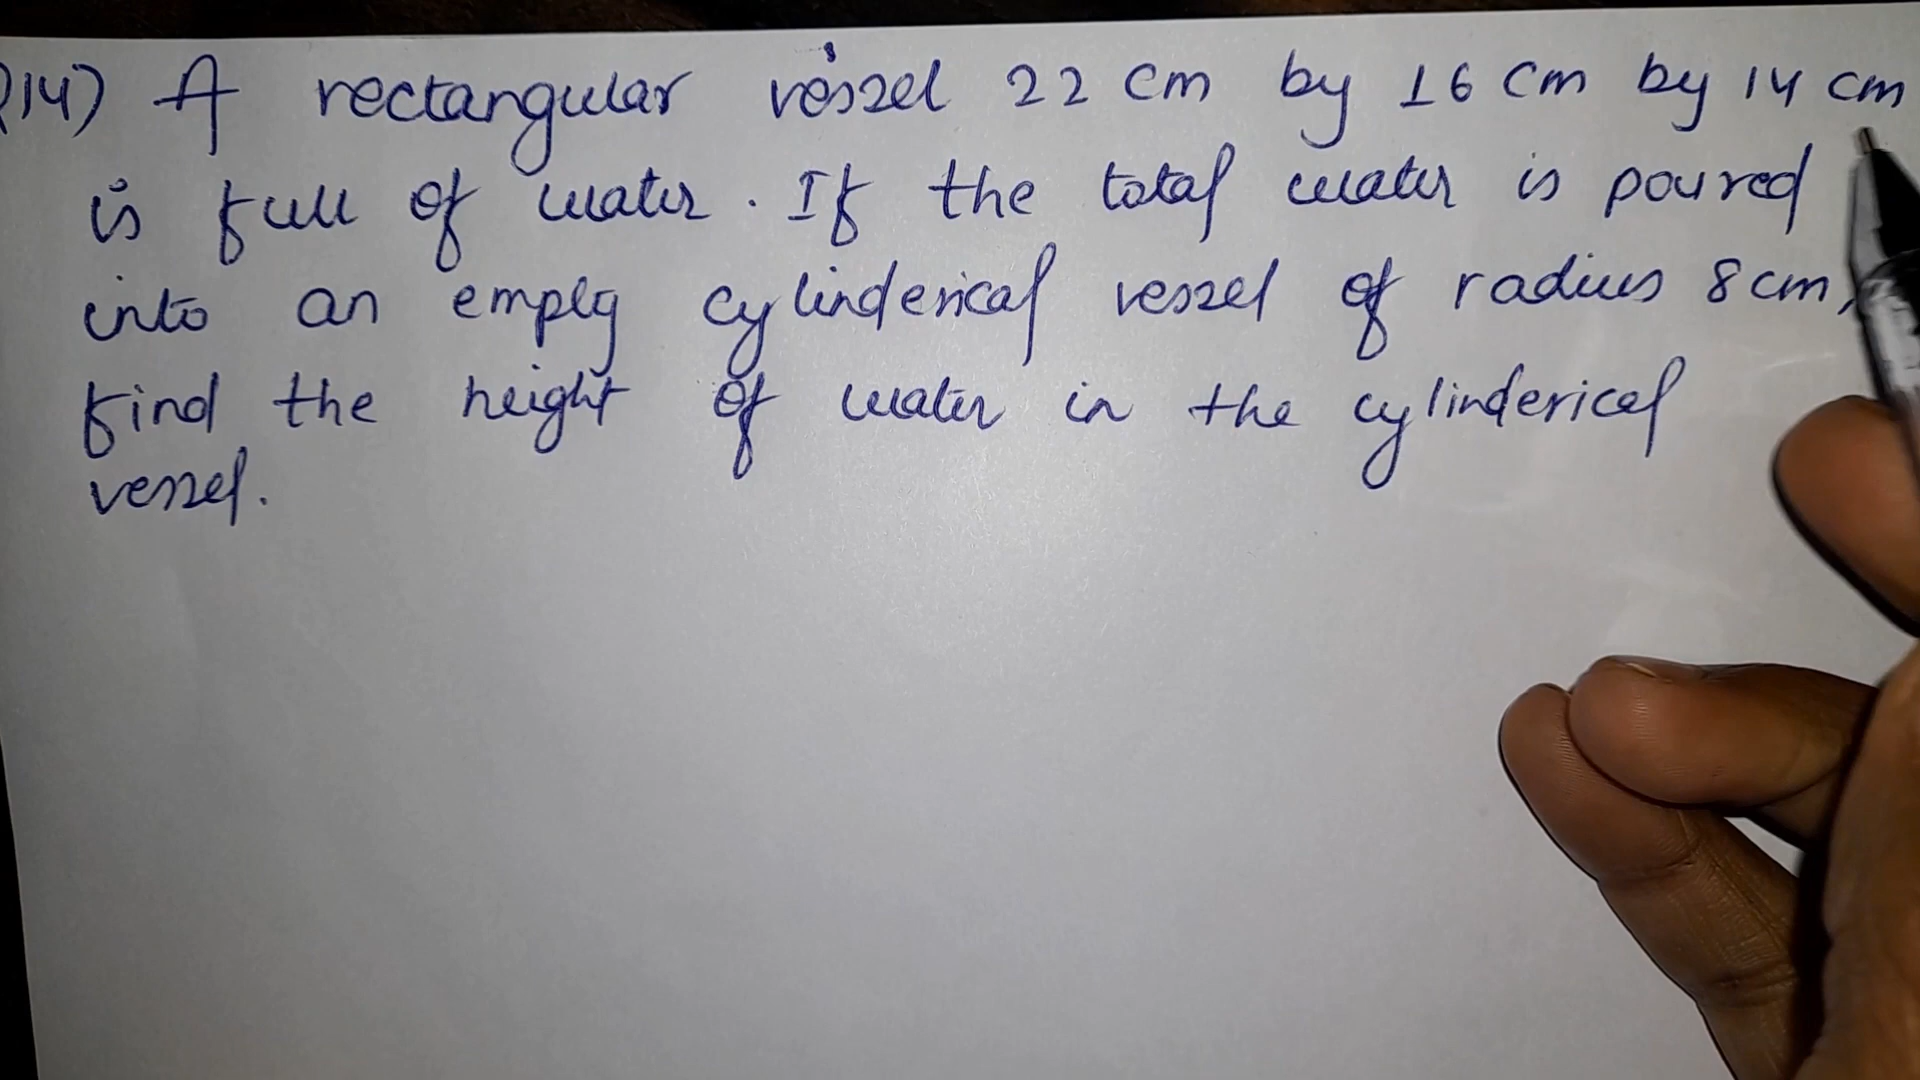 Q14) A rectangular vessel 22 cm by 16 cm by 14 cm
is full of water. If the total water is poured
into an empty cylinderical vessel of radius 8 cm,
find the height of water in the cylinderical
vessel.